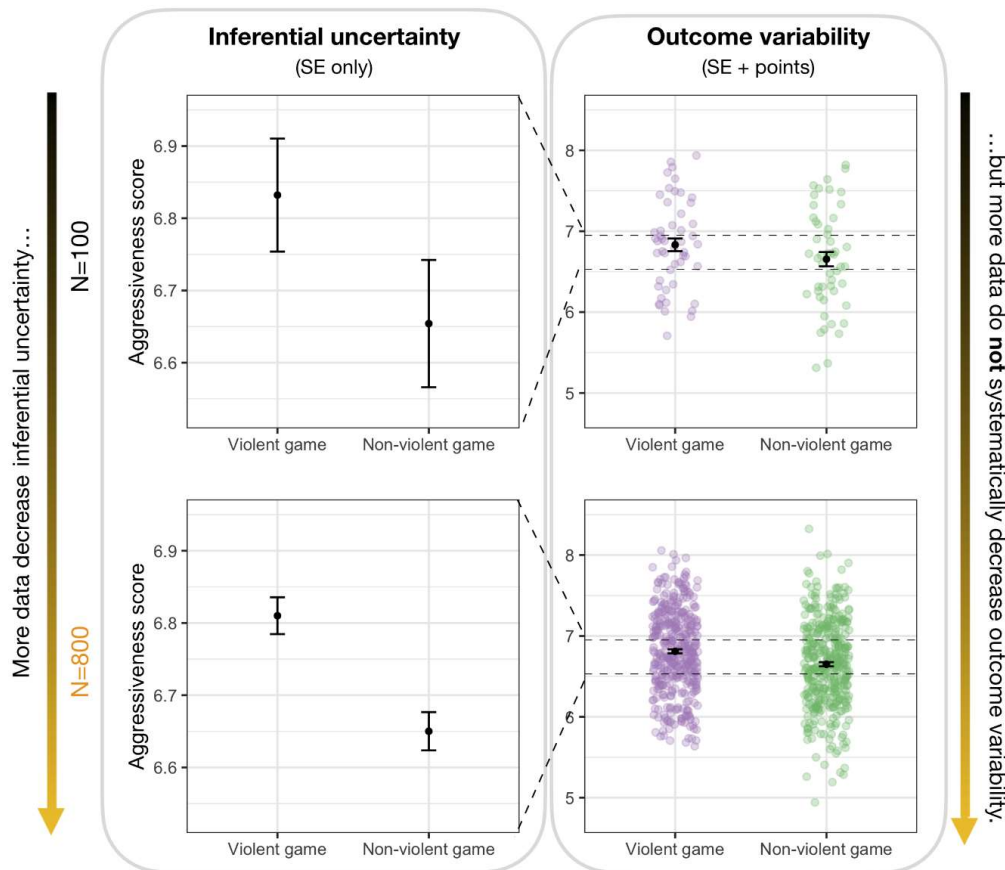 Inferential uncertainty
(SE only)
Outcome variability
(SE + points)
More data decrease inferential uncertainty...
N=100
Aggressiveness score
6.9
6.8
6.7
6.6
Violent game
Non-violent game
8
7
6
5
Violent game
Non-violent game
N=800
Aggressiveness score
6.9
6.8
6.7
6.6
Violent game
Non-violent game
8
7
6
5
Violent game
Non-violent game
...but more data do not systematically decrease outcome variability.